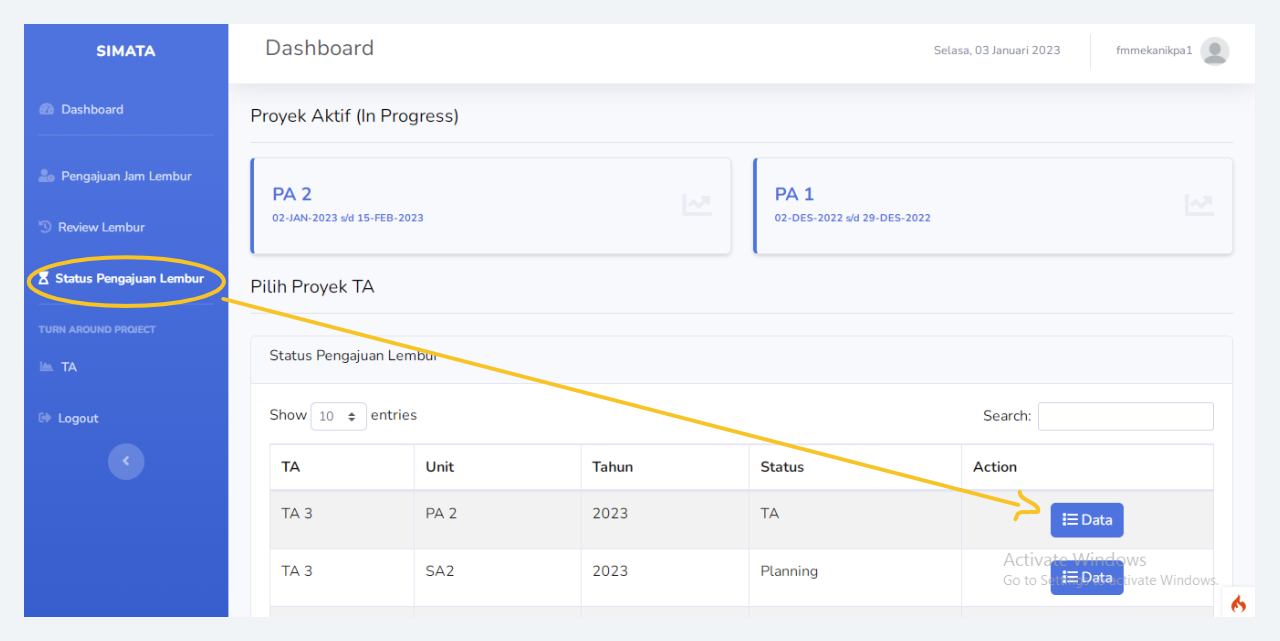 SIMATA
Dashboard
Pengajuan Jam Lembur
Review Lembur
Status Pengajuan Lembur
TURN AROUND PROJECT
TA
Logout
Dashboard
Selasa, 03 Januari 2023
fmmekanikpa1
Proyek Aktif (In Progress)
PA 2
02-JAN-2023 s/d 15-FEB-2023
PA 1
02-DES-2022 s/d 29-DES-2022
Pilih Proyek TA
Status Pengajuan Lembur
Show 10 entries
Search:
TA Unit Tahun Status Action
TA 3 PA 2 2023 TA Data
TA 3 SA2 2023 Planning Data
Activate Windows
Go to Settings to activate Windows.